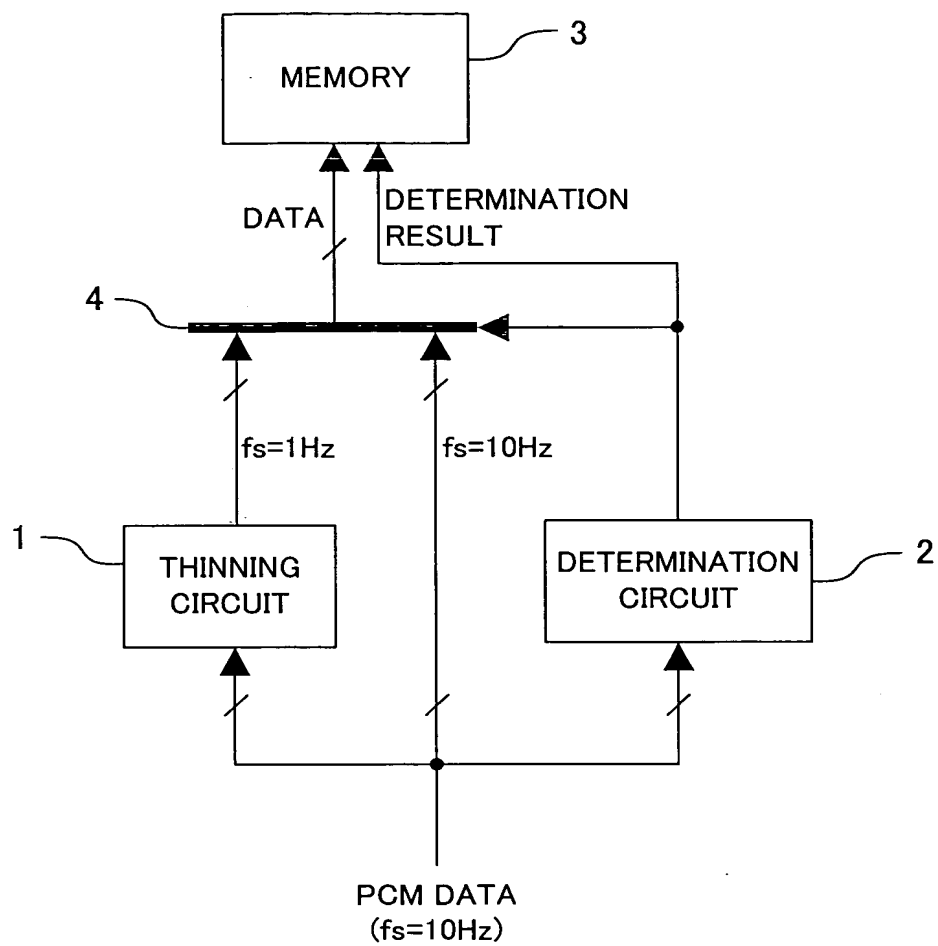 3
MEMORY
DATA
DETERMINATION
RESULT
4
fs=1Hz
fs=10Hz
1
THINNING
CIRCUIT
DETERMINATION
CIRCUIT
2
PCM DATA
(fs=10Hz)